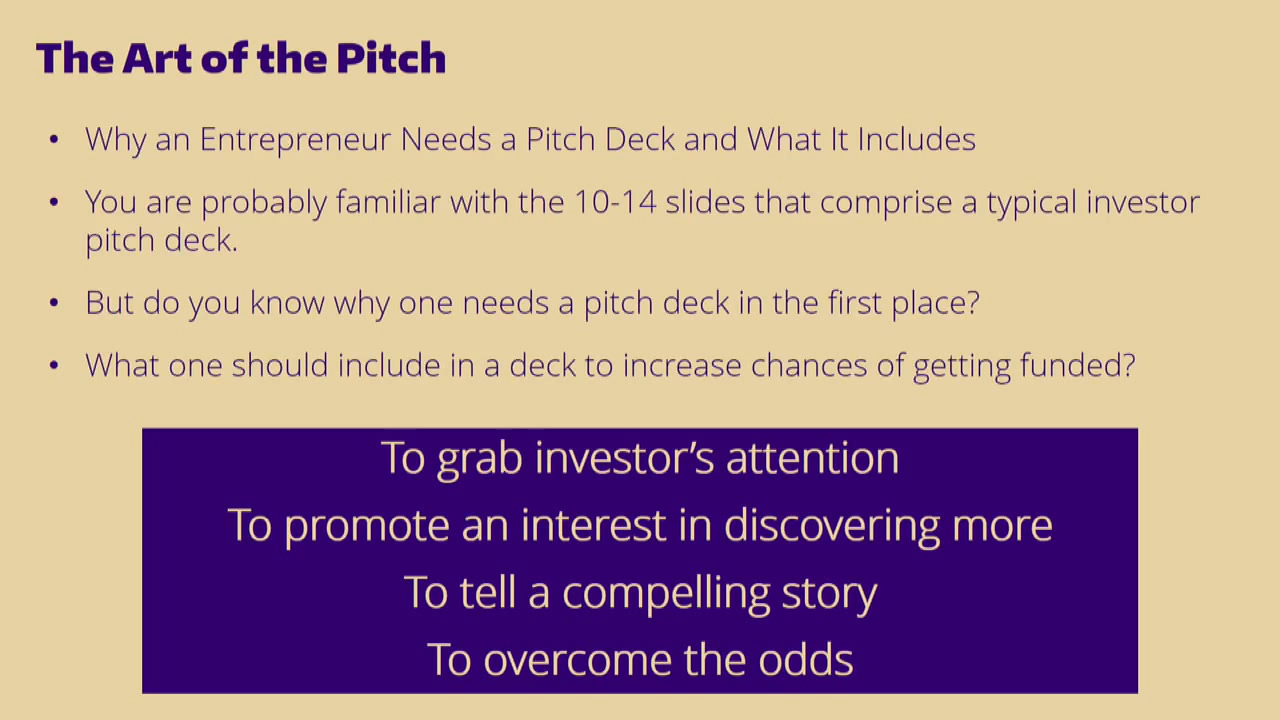 The Art of the Pitch
• Why an Entrepreneur Needs a Pitch Deck and What It Includes
• You are probably familiar with the 10-14 slides that comprise a typical investor
pitch deck.
• But do you know why one needs a pitch deck in the first place?
• What one should include in a deck to increase chances of getting funded?
To grab investor’s attention
To promote an interest in discovering more
To tell a compelling story
To overcome the odds